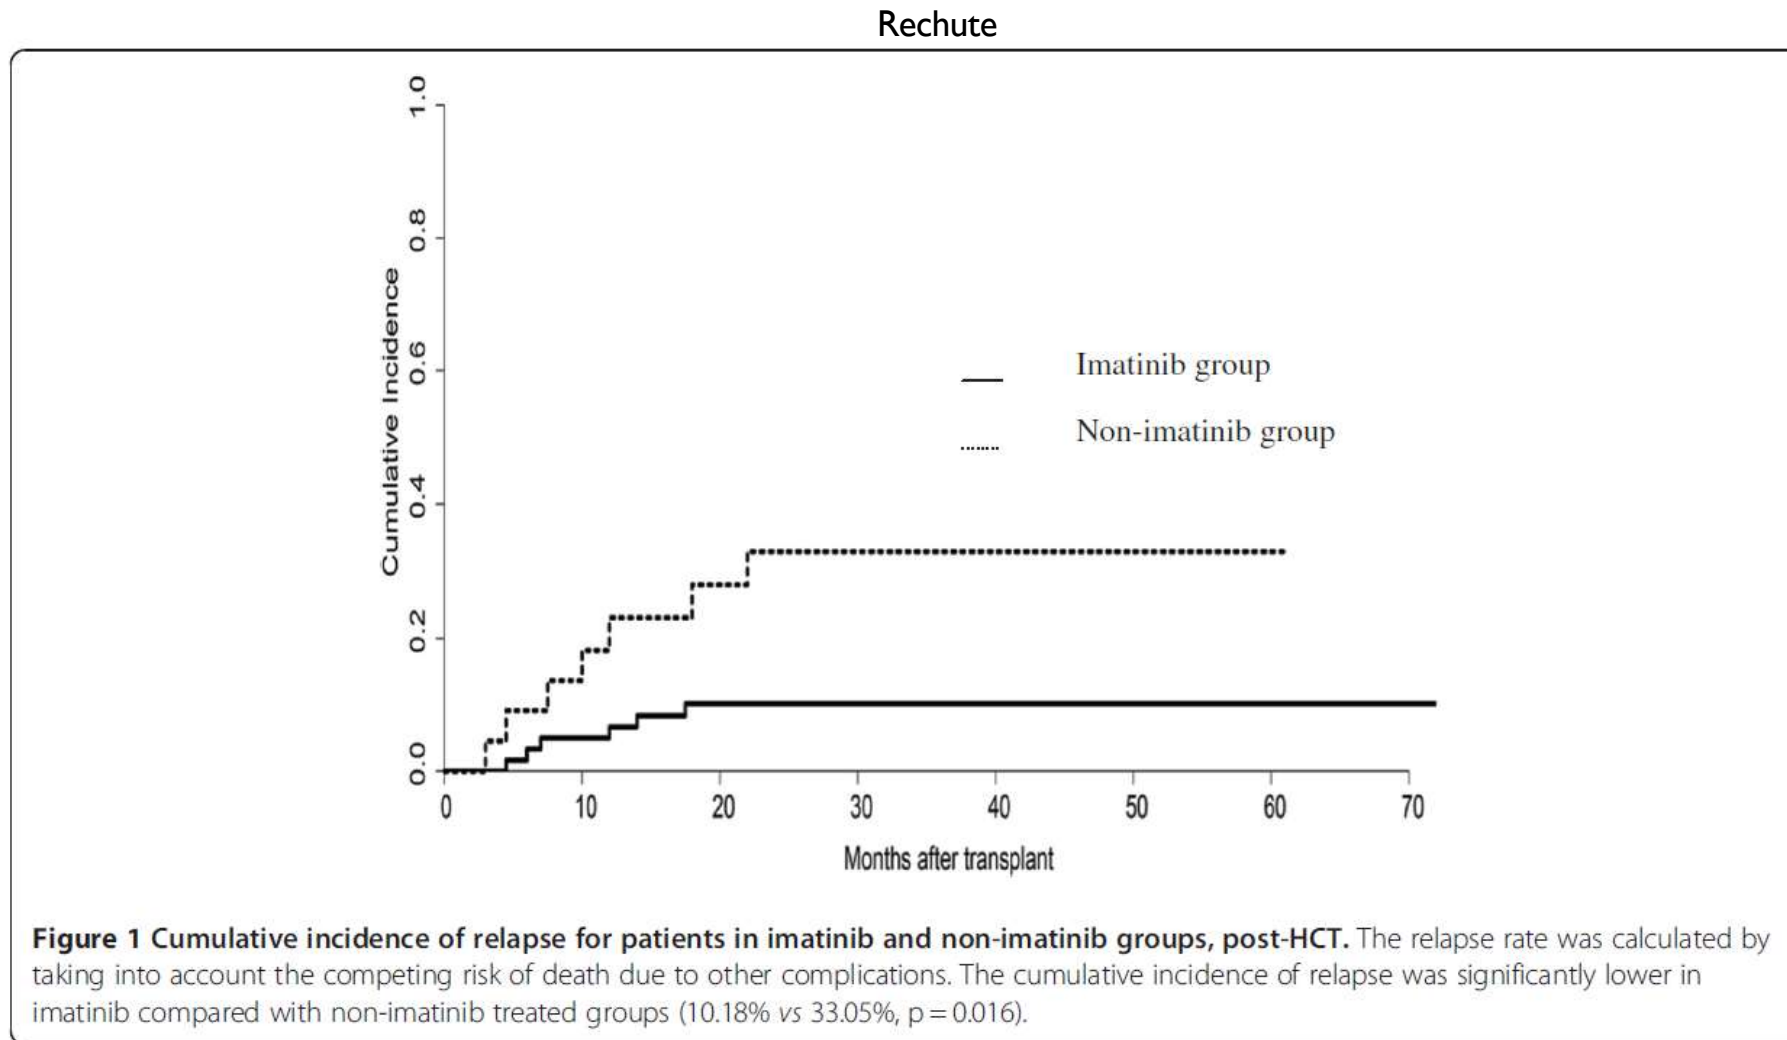 Rechute
1.0
0.8
0.6
0.4
0.2
0.0
Cumulative Incidence
Imatinib group
Non-imatinib group
0 10 20 30 40 50 60 70
Months after transplant
Figure 1 Cumulative incidence of relapse for patients in imatinib and non-imatinib groups, post-HCT. The relapse rate was calculated by
taking into account the competing risk of death due to other complications. The cumulative incidence of relapse was significantly lower in
imatinib compared with non-imatinib treated groups (10.18% vs 33.05%, p = 0.016).